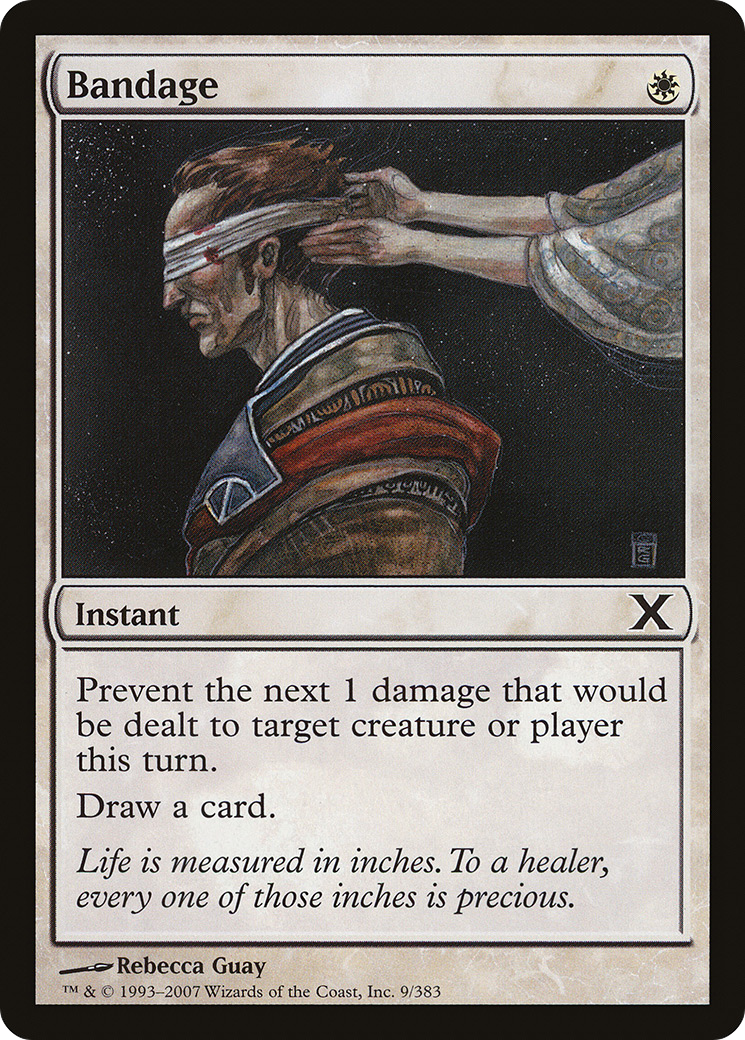 Bandage
Instant
X
Prevent the next 1 damage that would
be dealt to target creature or player
this turn.
Draw a card.
Life is measured in inches. To a healer,
every one of those inches is precious.
Rebecca Guay
™ & © 1993–2007 Wizards of the Coast, Inc. 9/383